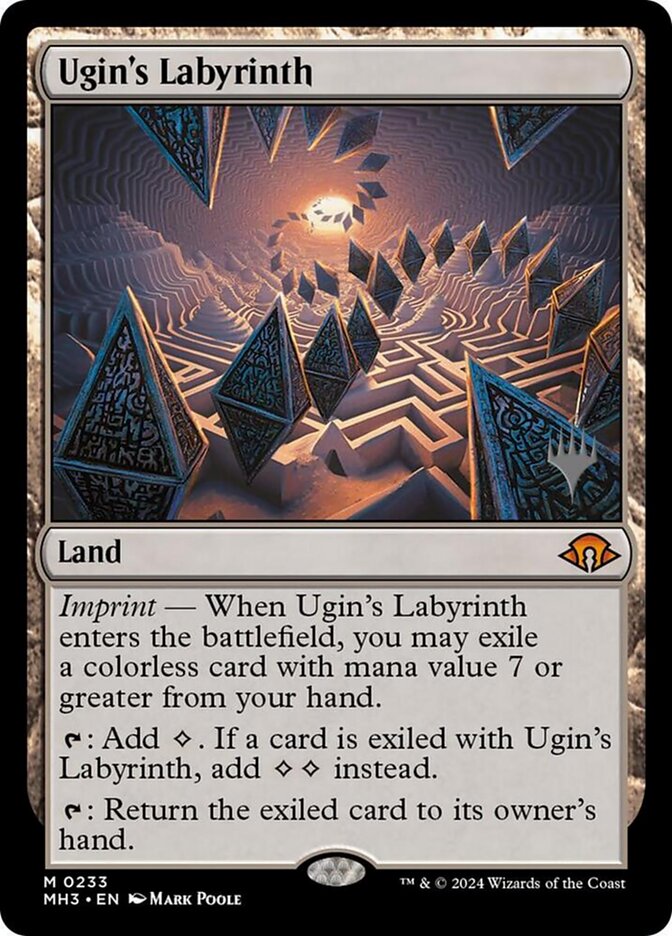 Ugin's Labyrinth
Land
Imprint — When Ugin's Labyrinth
enters the battlefield, you may exile
a colorless card with mana value 7 or
greater from your hand.
: Add . If a card is exiled with Ugin's
Labyrinth, add instead.
: Return the exiled card to its owner's
hand.
M 0233
MH3 • EN Mark Poole
™ & © 2024 Wizards of the Coast